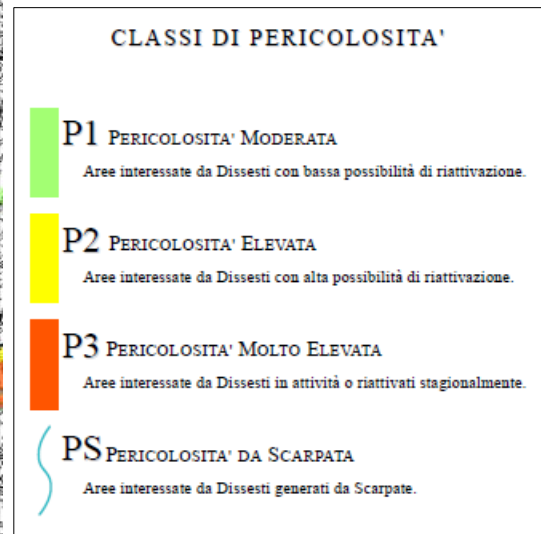 CLASSI DI PERICOLOSITA'
P1 PERICOLOSITA' MODERATA
Aree interessate da Dissesti con bassa possibilità di riattivazione.
P2 PERICOLOSITA' ELEVATA
Aree interessate da Dissesti con alta possibilità di riattivazione.
P3 PERICOLOSITA' MOLTO ELEVATA
Aree interessate da Dissesti in attività o riattivati stagionalmente.
PS PERICOLOSITA' DA SCARPATA
Aree interessate da Dissesti generati da Scarpate.